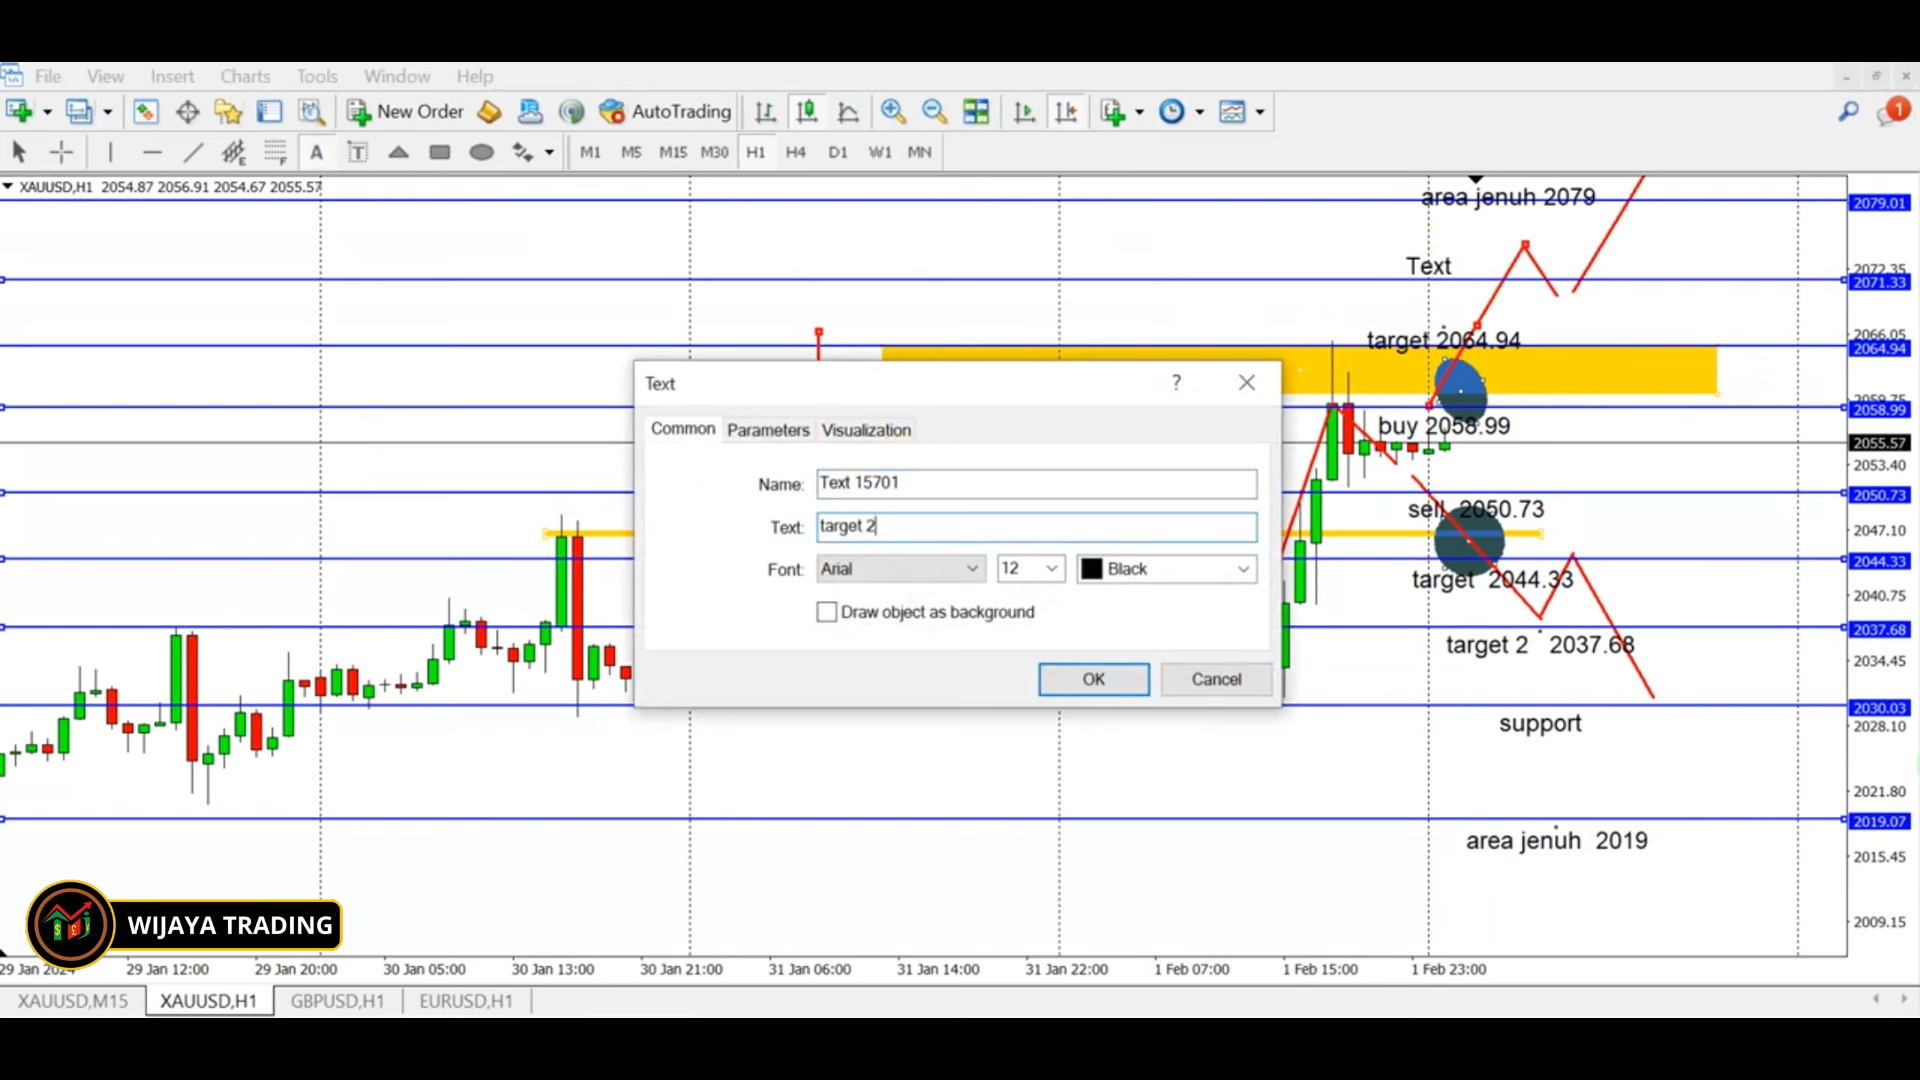 File View Insert Charts Tools Window Help
New Order AutoTrading 1
A T M1 M5 M15 M30 H1 H4 D1 W1 MN
XAUUSD,H1 2054.87 2056.91 2054.67 2055.57
area jenuh 2079
2079.01
Text
2072.35
2071.33
target 2064.94
2066.05
2064.94
2058.99
buy 2058.99
2055.57
2053.40
2050.73
sell 2050.73
2047.10
2044.33
target 2044.33
2040.75
2037.68
target 2 2037.68
2034.45
2030.03
support
2028.10
2021.80
2019.07
area jenuh 2019
2015.45
2009.15
Text ?
Common Parameters Visualization
Name: Text 15701
Text: target 2
Font: Arial 12 Black
Draw object as background
OK Cancel
WIJAYA TRADING
29 Jan 2024 29 Jan 12:00 29 Jan 20:00 30 Jan 05:00 30 Jan 13:00 30 Jan 21:00 31 Jan 06:00 31 Jan 14:00 31 Jan 22:00 1 Feb 07:00 1 Feb 15:00 1 Feb 23:00
XAUUSD,M15 XAUUSD,H1 GBPUSD,H1 EURUSD,H1